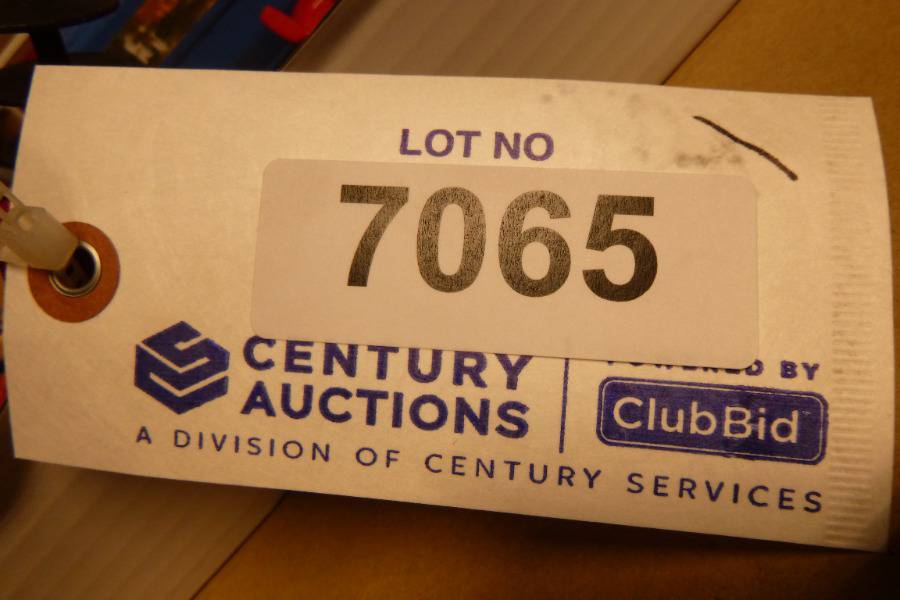 LOT NO
7065
CENTURY
AUCTIONS
POWERED BY
ClubBid
A DIVISION OF CENTURY SERVICES